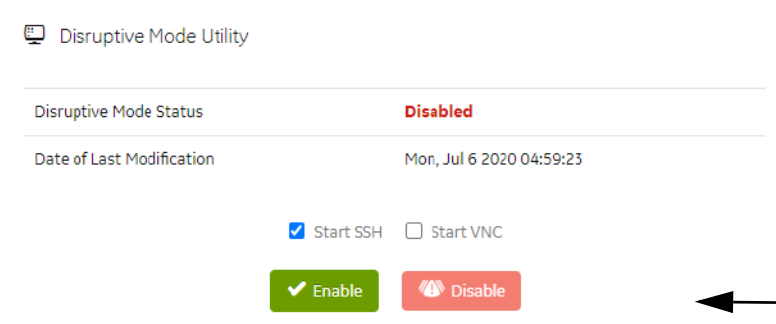 Disruptive Mode Utility
Disruptive Mode Status Disabled
Date of Last Modification Mon, Jul 6 2020 04:59:23
Start SSH Start VNC
Enable Disable